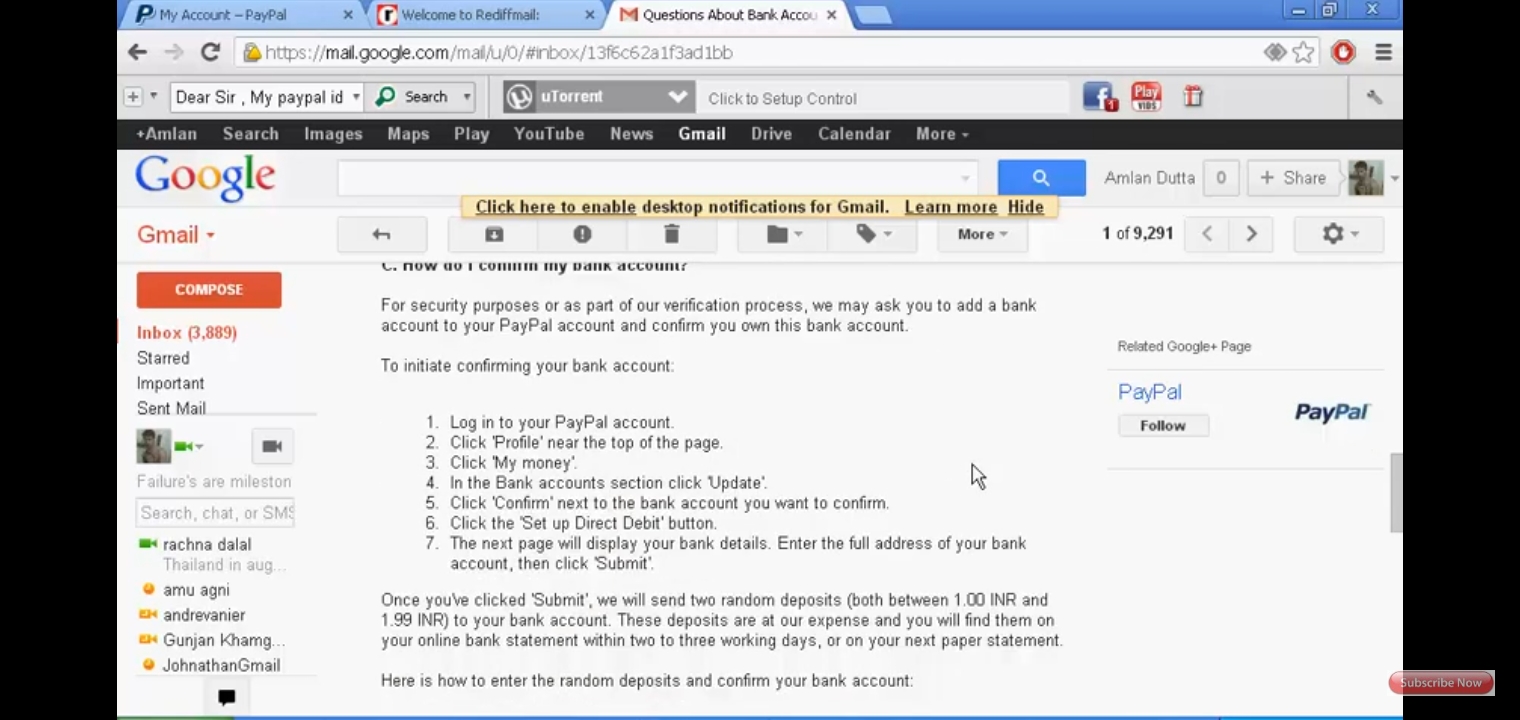 My Account – PayPal
Welcome to Rediffmail:
Questions About Bank Accou
https://mail.google.com/mail/u/0/#inbox/13f6c62a1f3ad1bb
Dear Sir , My paypal id
Search
uTorrent
Click to Setup Control
1
Play
VIDS
+Amlan Search Images Maps Play YouTube News Gmail Drive Calendar More
Google
Amlan Dutta
0
+ Share
Click here to enable desktop notifications for Gmail. Learn more Hide
Gmail
More
1 of 9,291
COMPOSE
Inbox (3,889)
Starred
Important
Sent Mail
Failure's are mileston
Search, chat, or SMS
rachna dalal
Thailand in aug...
amu agni
andrevanier
Gunjan Khamg...
JohnathanGmail
C. How do I confirm my bank account?
For security purposes or as part of our verification process, we may ask you to add a bank
account to your PayPal account and confirm you own this bank account.
To initiate confirming your bank account:
1. Log in to your PayPal account.
2. Click 'Profile' near the top of the page.
3. Click 'My money'.
4. In the Bank accounts section click 'Update'.
5. Click 'Confirm' next to the bank account you want to confirm.
6. Click the 'Set up Direct Debit' button.
7. The next page will display your bank details. Enter the full address of your bank
account, then click 'Submit'.
Once you've clicked 'Submit', we will send two random deposits (both between 1.00 INR and
1.99 INR) to your bank account. These deposits are at our expense and you will find them on
your online bank statement within two to three working days, or on your next paper statement.
Here is how to enter the random deposits and confirm your bank account:
Related Google+ Page
PayPal
Follow
PayPal
Subscribe Now